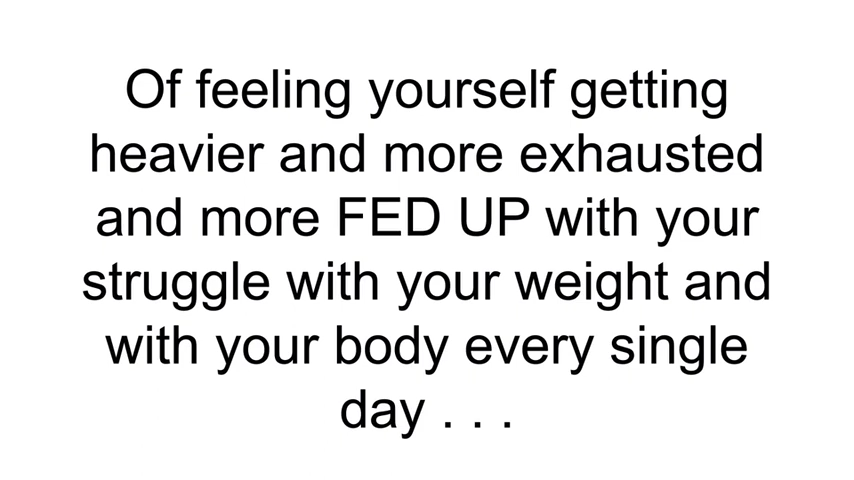 Of feeling yourself getting
heavier and more exhausted
and more FED UP with your
struggle with your weight and
with your body every single
day . . .